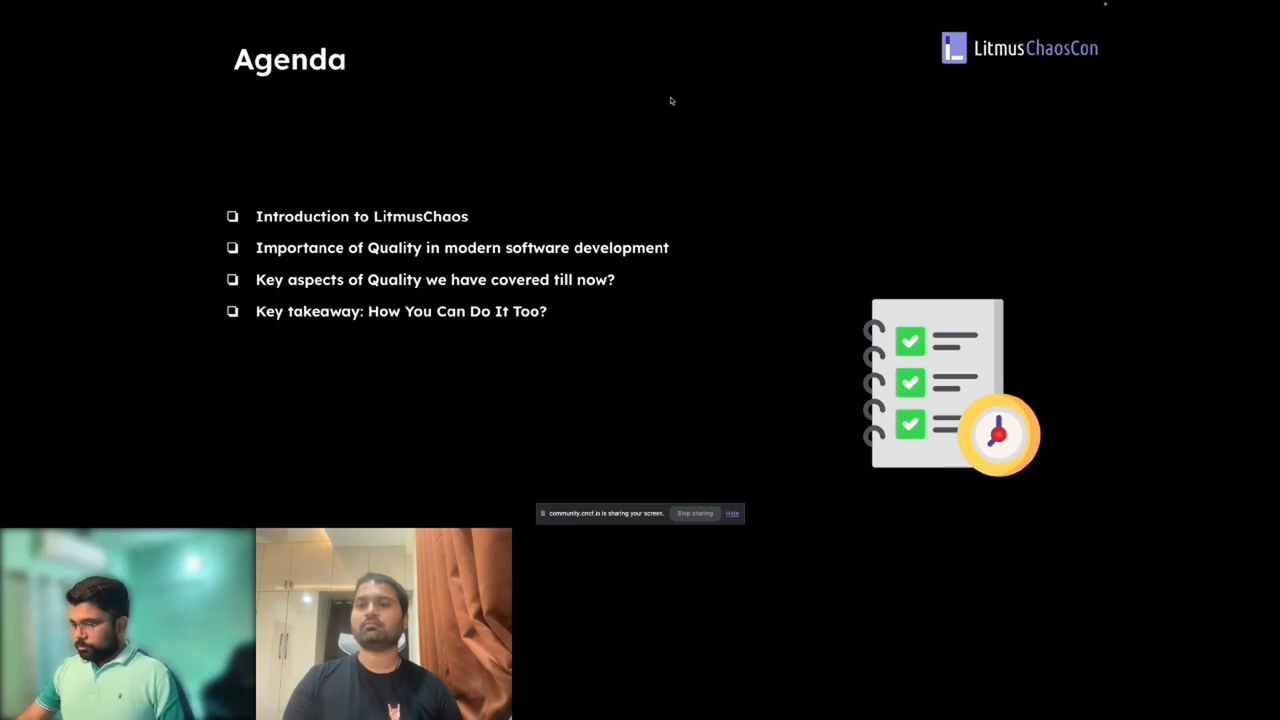 Agenda
LitmusChaosCon
Introduction to LitmusChaos
Importance of Quality in modern software development
Key aspects of Quality we have covered till now?
Key takeaway: How You Can Do It Too?
community.cncf.io is sharing your screen. Stop sharing Hide